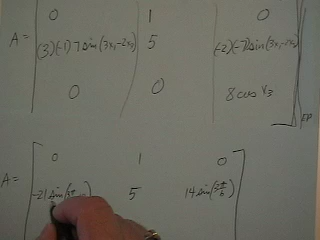 0 1 0
A = (3)(-1)7sin(3x₁-2x₃) 5 (-2)(-7)sin(3x₁-2x₃)
0 0 8cos x₃
EP
0 1 0
A = -21sin( 5 14sin(